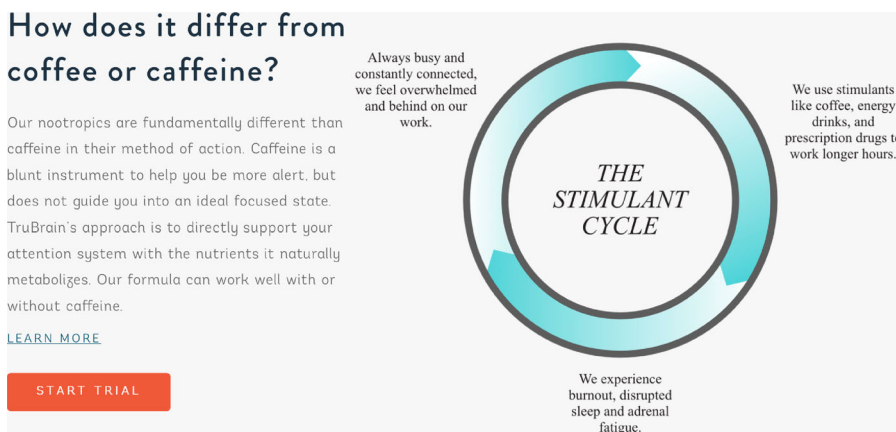 How does it differ from
coffee or caffeine?
Our nootropics are fundamentally different than
caffeine in their method of action. Caffeine is a
blunt instrument to help you be more alert, but
does not guide you into an ideal focused state.
TruBrain's approach is to directly support your
attention system with the nutrients it naturally
metabolizes. Our formula can work well with or
without caffeine.
LEARN MORE
START TRIAL
Always busy and
constantly connected,
we feel overwhelmed
and behind on our
work.
THE
STIMULANT
CYCLE
We use stimulants
like coffee, energy
drinks, and
prescription drugs t
work longer hours.
We experience
burnout, disrupted
sleep and adrenal
fatigue.